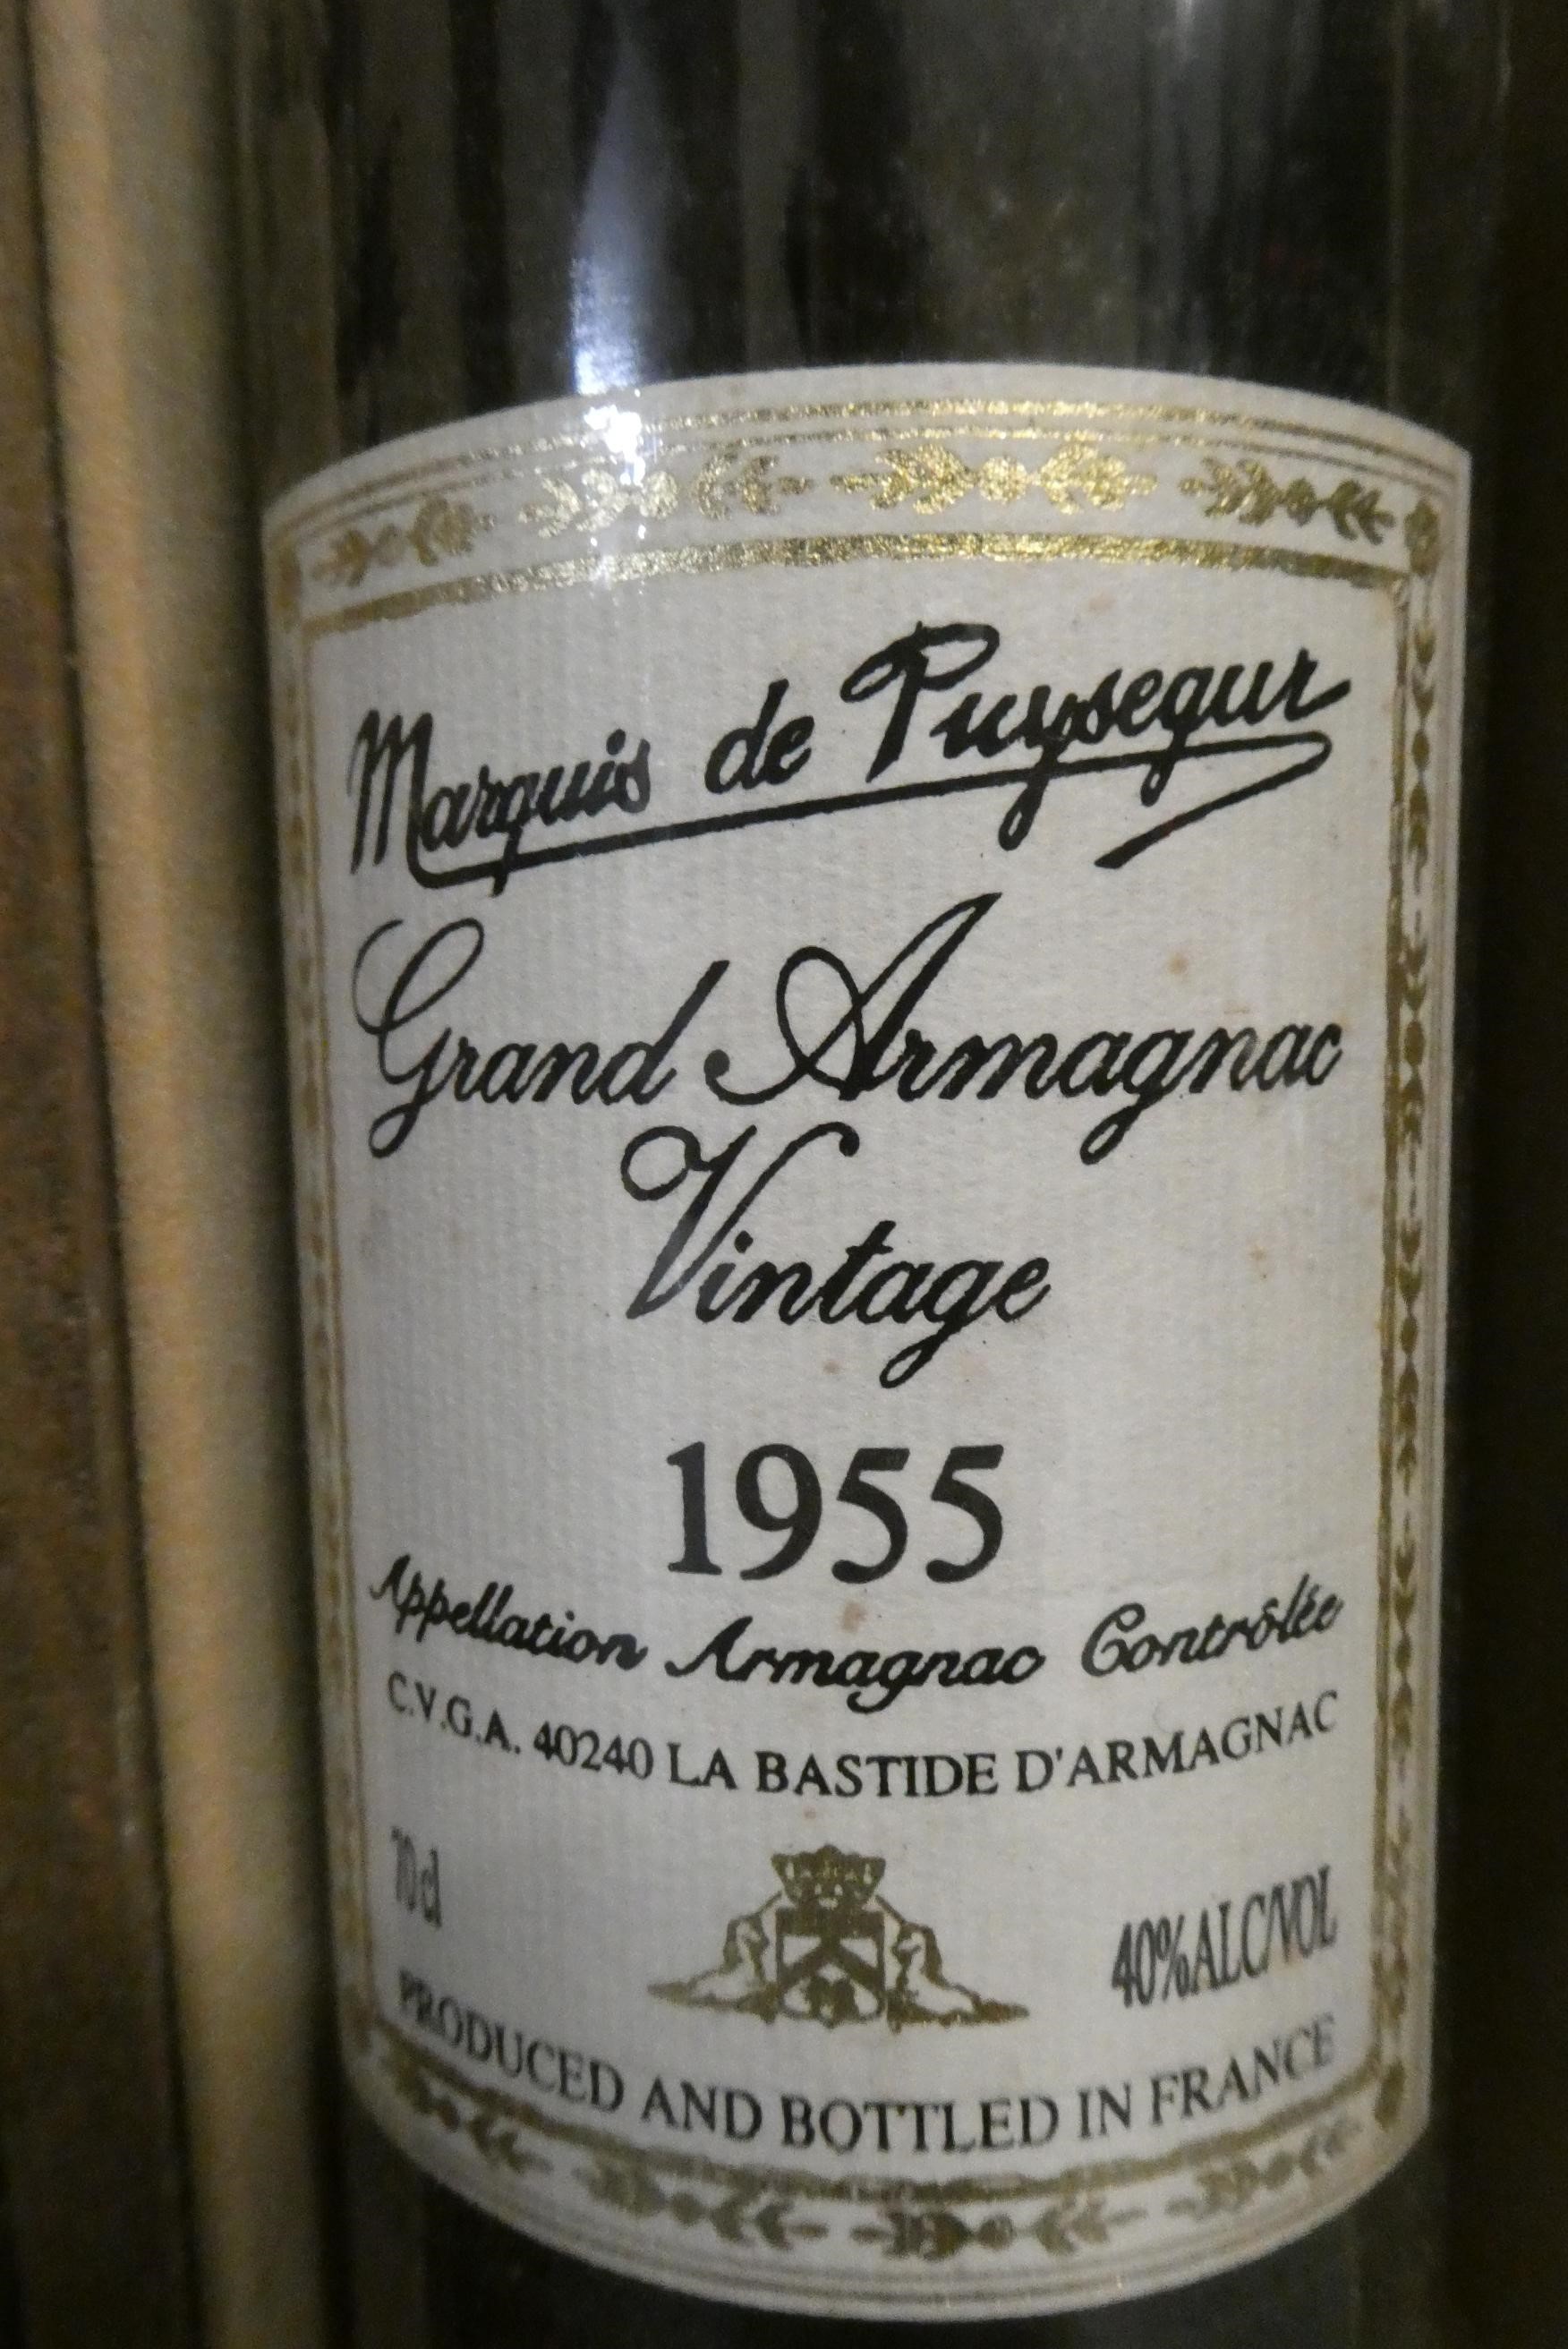 Marquis de Puysegur
Grand Armagnac
Vintage
1955
Appellation Armagnac Contrôlée
C.V.G.A. 40240 LA BASTIDE D'ARMAGNAC
70 cl
40%ALC/VOL
PRODUCED AND BOTTLED IN FRANCE